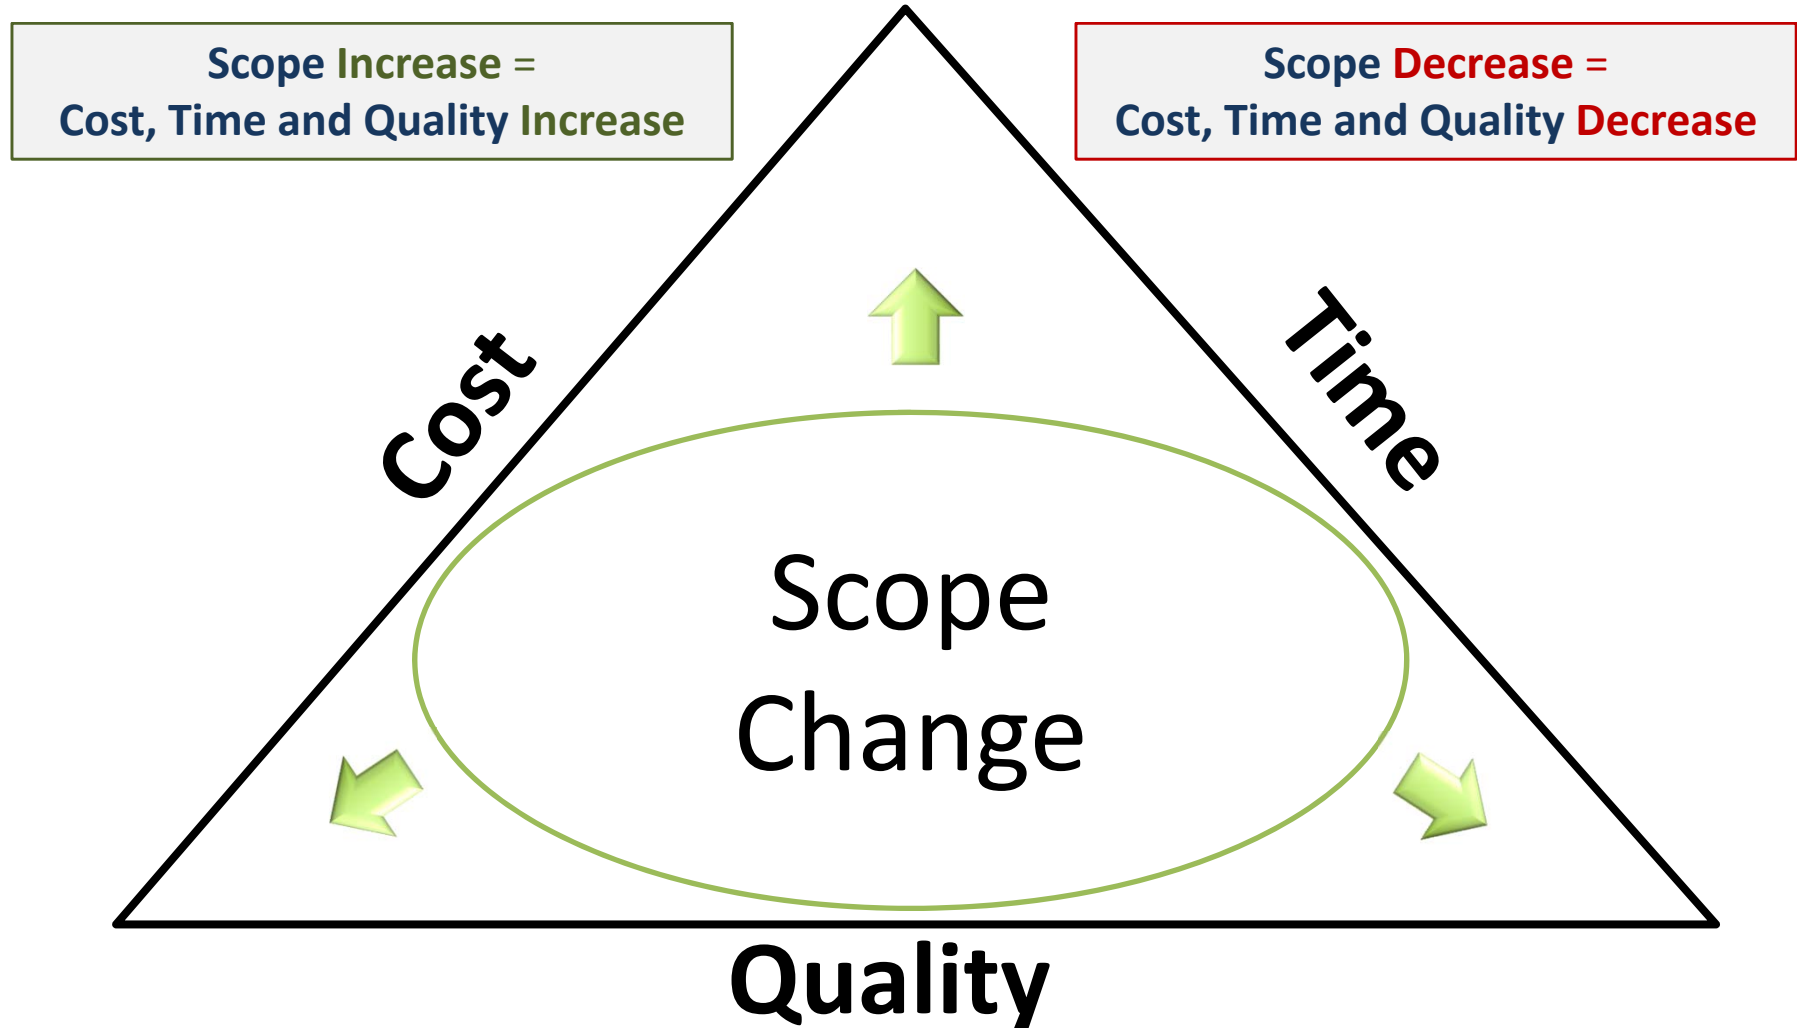 Scope Increase =
Cost, Time and Quality Increase
Scope Decrease =
Cost, Time and Quality Decrease
Cost
Time
Scope
Change
Quality